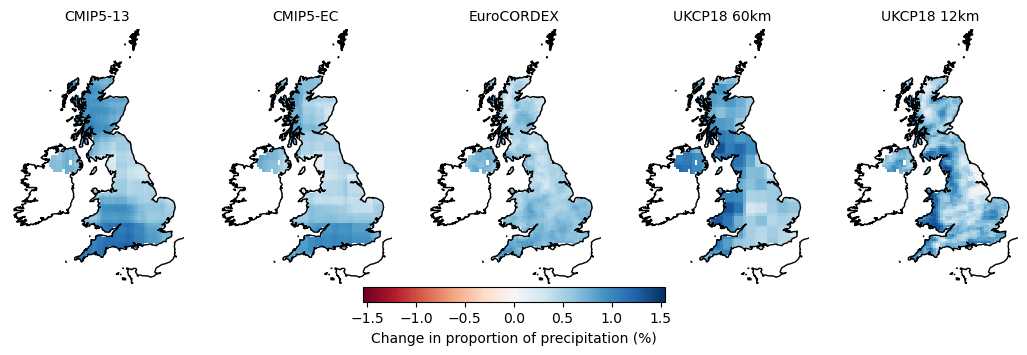 CMIP5-13 CMIP5-EC EuroCORDEX UKCP18 60km UKCP18 12km
−1.5 −1.0 −0.5 0.0 0.5 1.0 1.5
Change in proportion of precipitation (%)